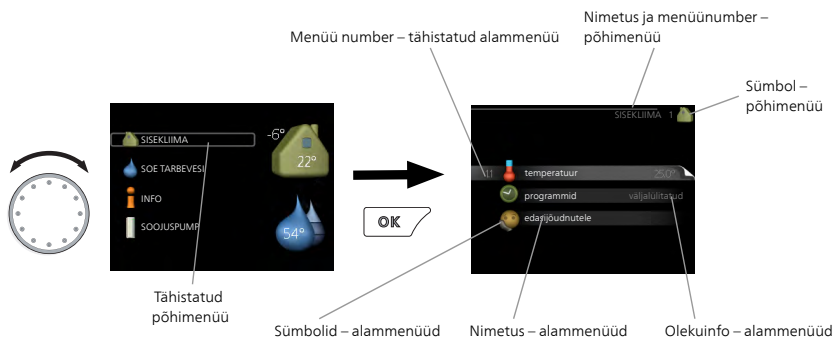 Nimetus ja menüünumber –
põhimenüü
Menüü number – tähistatud alammenüü
Sümbol –
põhimenüü
SISEKLIIMA
-6°
22°
SOE TARBEVESI
INFO
SOOJUSPUMP
54°
OK
SISEKLIIMA 1
1.1 temperatuur 25.0°
programmid väljalülitatud
edasijõudnutele
Tähistatud
põhimenüü
Sümbolid – alammenüüd
Nimetus – alammenüüd
Olekuinfo – alammenüüd